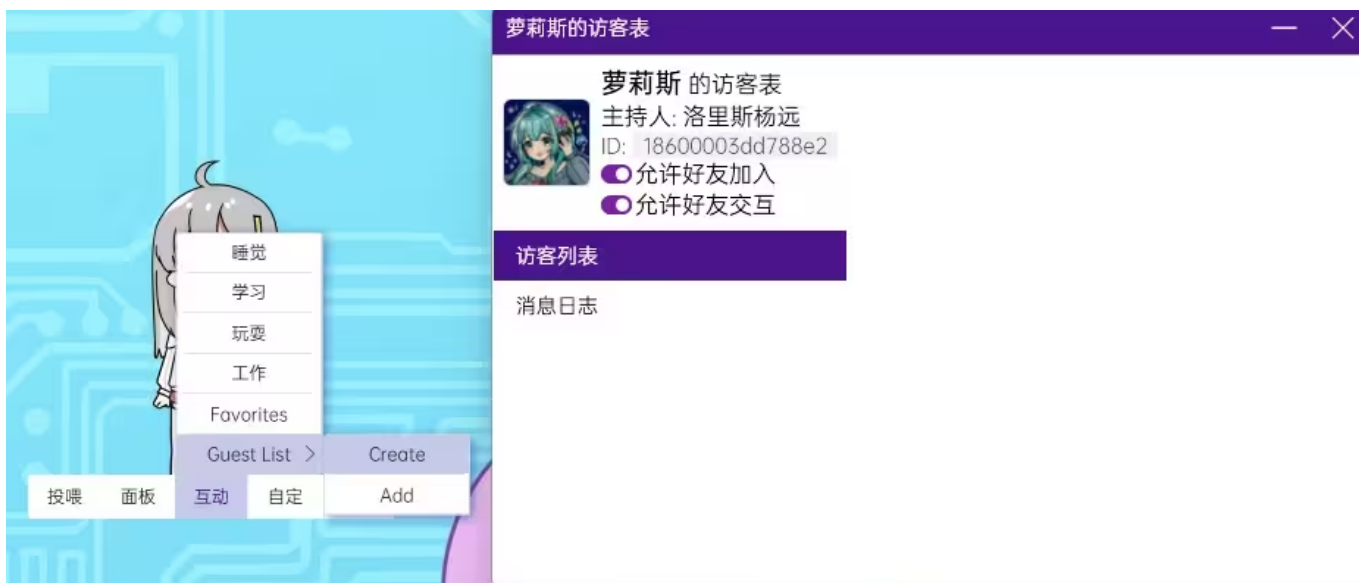 萝莉斯的访客表
萝莉斯 的访客表
主持人: 洛里斯杨远
ID: 18600003dd788e2
允许好友加入
允许好友交互
访客列表
消息日志
睡觉
学习
玩耍
工作
Favorites
Guest List >
Create
Add
投喂 面板 互动 自定